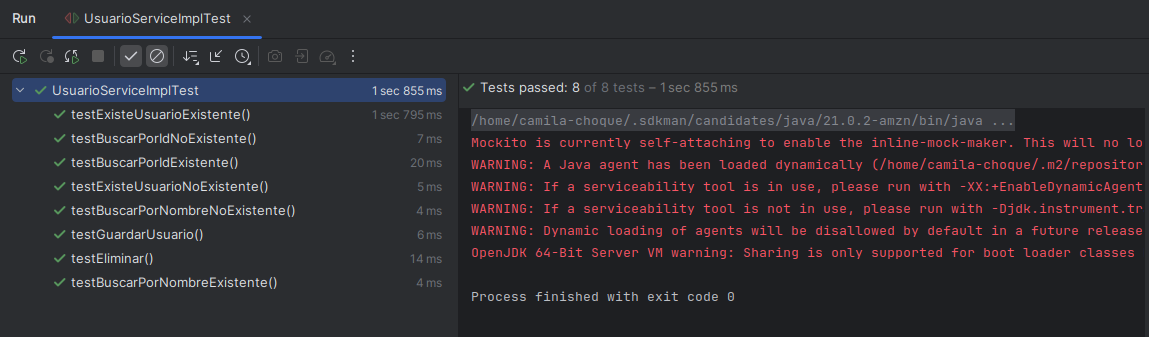 Run UsuarioServiceImplTest
UsuarioServiceImplTest 1 sec 855 ms
testExisteUsuarioExistente() 1 sec 795 ms
testBuscarPorIdNoExistente() 7 ms
testBuscarPorIdExistente() 20 ms
testExisteUsuarioNoExistente() 5 ms
testBuscarPorNombreNoExistente() 4 ms
testGuardarUsuario() 6 ms
testEliminar() 14 ms
testBuscarPorNombreExistente() 4 ms
Tests passed: 8 of 8 tests – 1 sec 855 ms
/home/camila-choque/.sdkman/candidates/java/21.0.2-amzn/bin/java ...
Mockito is currently self-attaching to enable the inline-mock-maker. This will no lo
WARNING: A Java agent has been loaded dynamically (/home/camila-choque/.m2/repositor
WARNING: If a serviceability tool is in use, please run with -XX:+EnableDynamicAgent
WARNING: If a serviceability tool is not in use, please run with -Djdk.instrument.tr
WARNING: Dynamic loading of agents will be disallowed by default in a future release
OpenJDK 64-Bit Server VM warning: Sharing is only supported for boot loader classes
Process finished with exit code 0